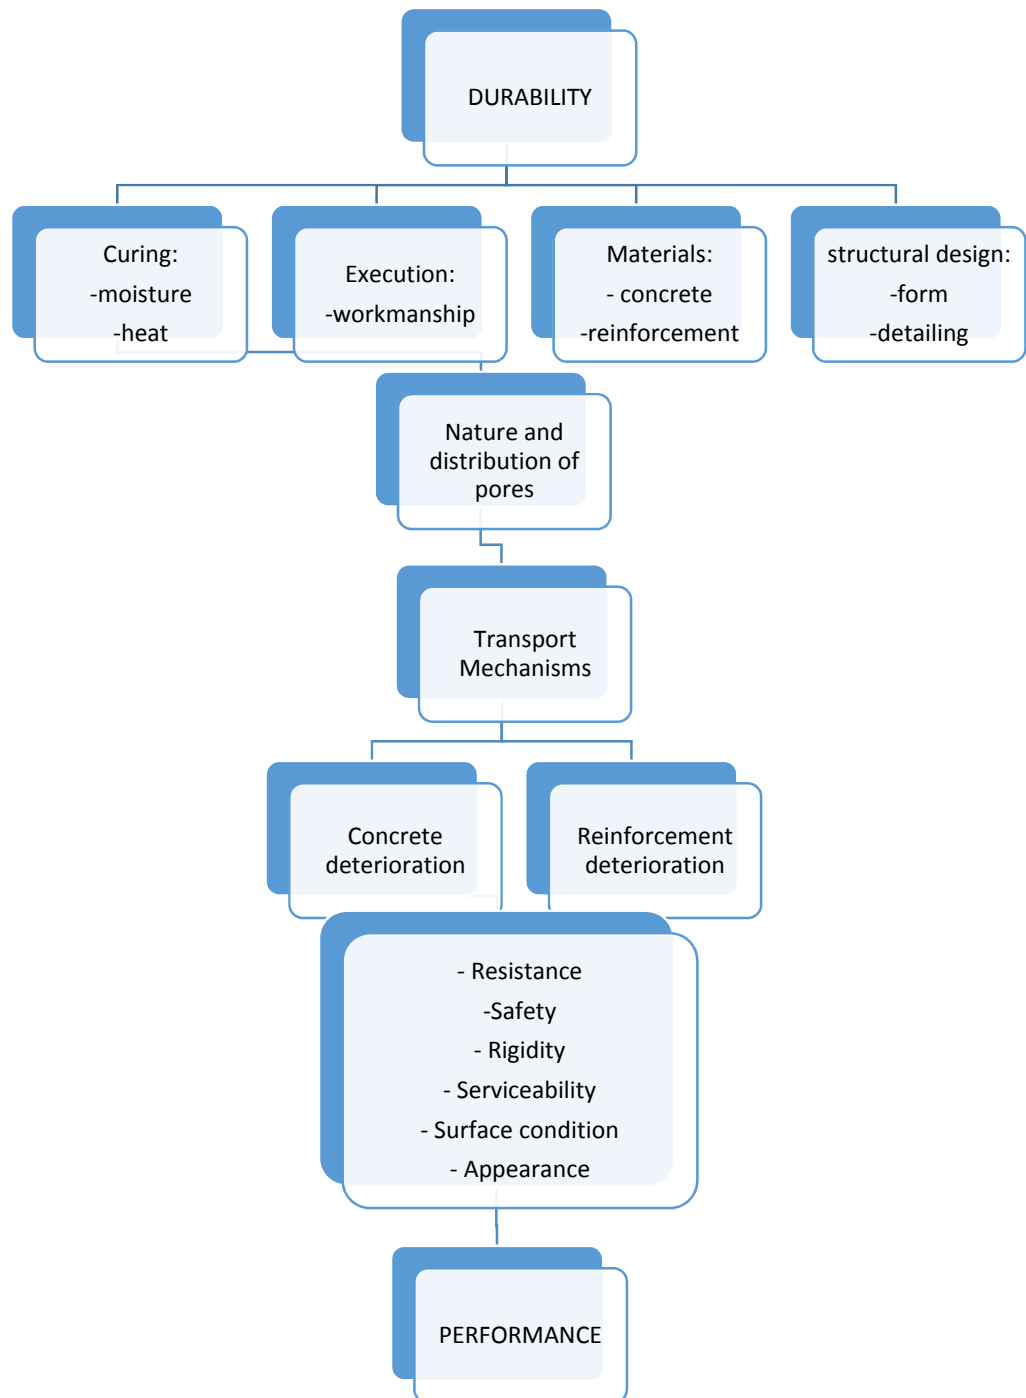 DURABILITY
Curing:
-moisture
-heat
Execution:
-workmanship
Materials:
- concrete
-reinforcement
structural design:
-form
-detailing
Nature and
distribution of
pores
Transport
Mechanisms
Concrete
deterioration
Reinforcement
deterioration
- Resistance
-Safety
- Rigidity
- Serviceability
- Surface condition
- Appearance
PERFORMANCE